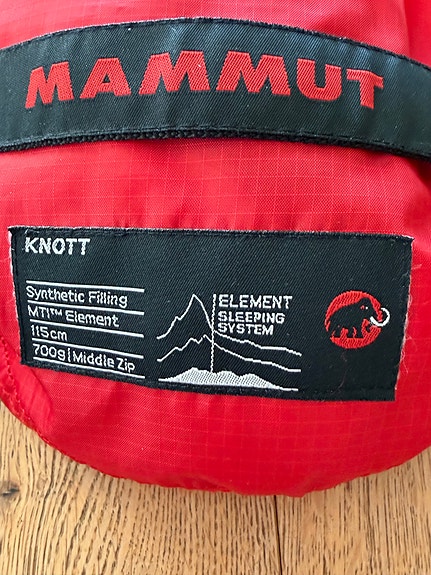 MAMMUT
KNOTT
Synthetic Filling
MTI™ Element
115cm
700g | Middle Zip
ELEMENT
SLEEPING
SYSTEM